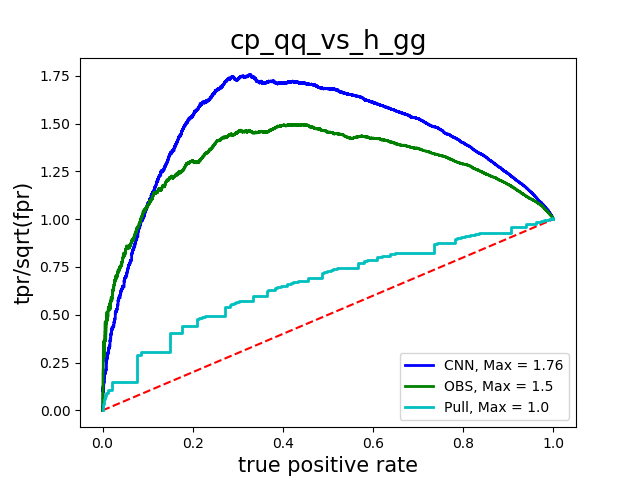 cp_qq_vs_h_gg
tpr/sqrt(fpr)
1.75
1.50
1.25
1.00
0.75
0.50
0.25
0.00
CNN, Max = 1.76
OBS, Max = 1.5
Pull, Max = 1.0
0.0 0.2 0.4 0.6 0.8 1.0
true positive rate